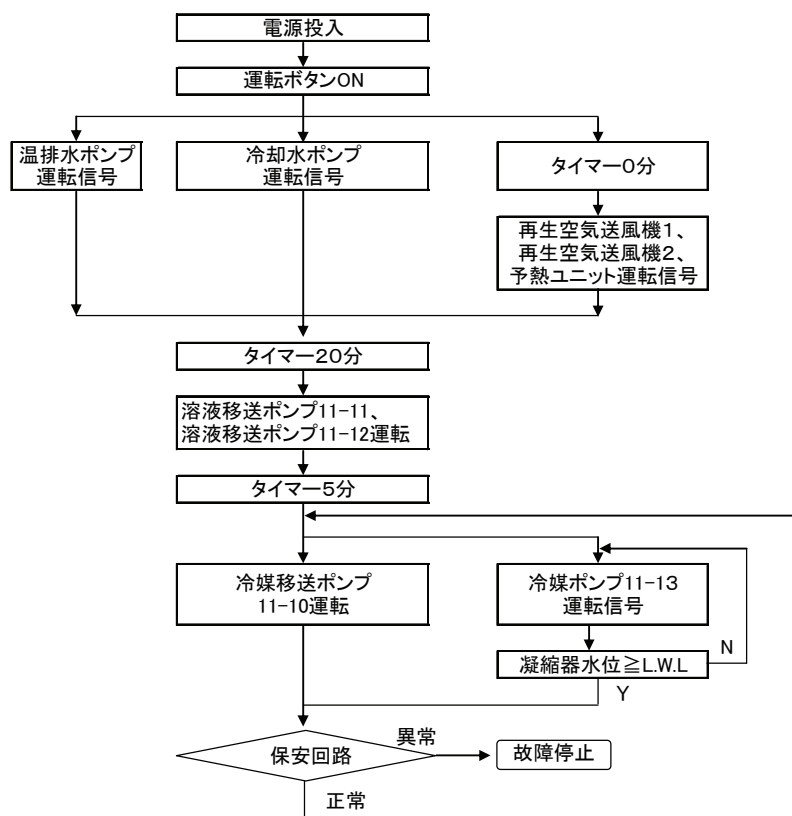 電源投入
運転ボタンON
温排水ポンプ
運転信号
冷却水ポンプ
運転信号
タイマー0分
再生空気送風機1、
再生空気送風機2、
予熱ユニット運転信号
タイマー20分
溶液移送ポンプ11-11、
溶液移送ポンプ11-12運転
タイマー5分
冷媒移送ポンプ
11-10運転
冷媒ポンプ11-13
運転信号
N
凝縮器水位≧L.W.L
Y
保安回路
異常
故障停止
正常